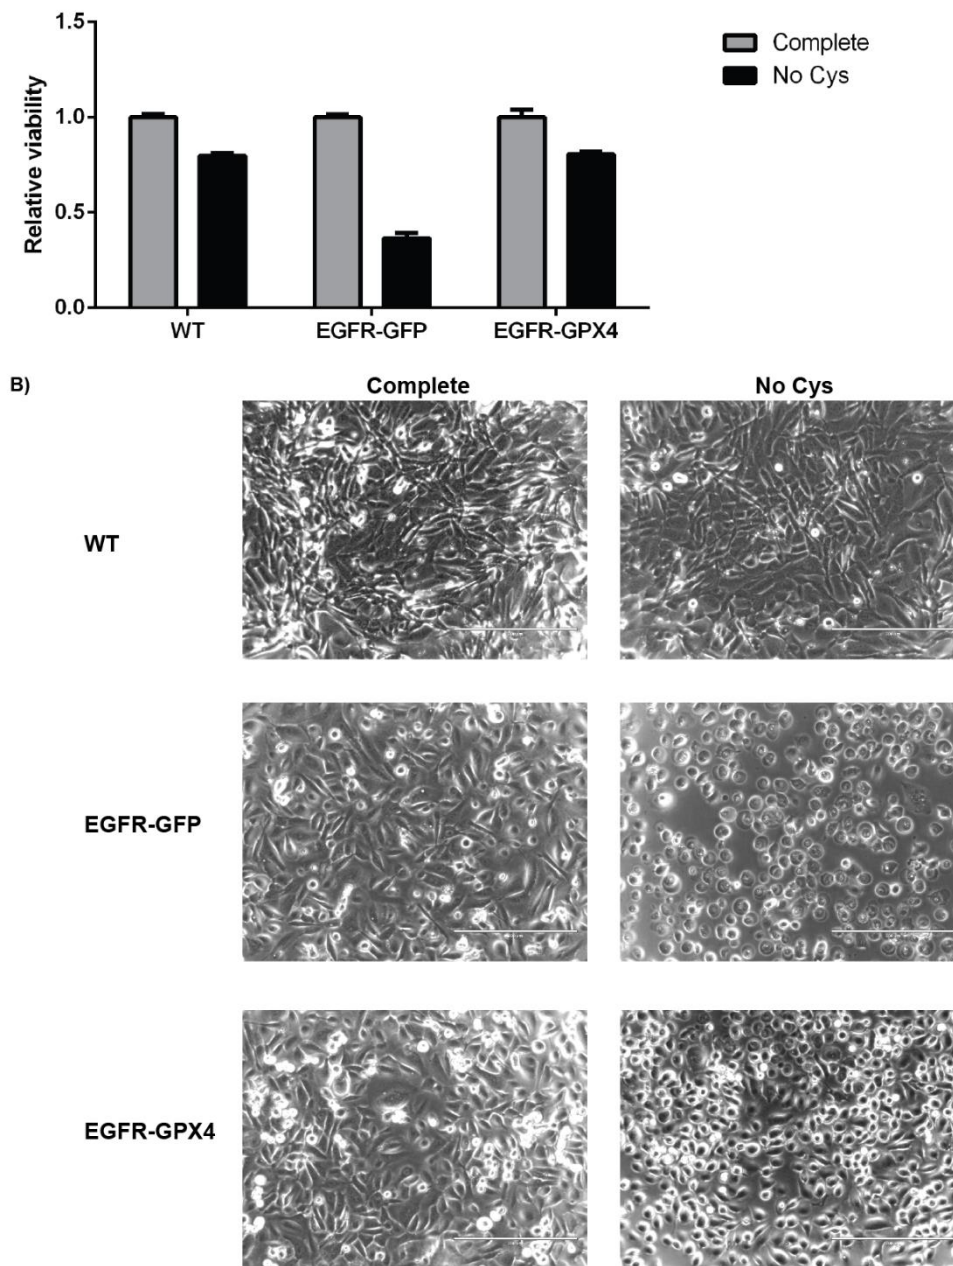 1.5
1.0
0.5
0.0
Relative viability
Complete
No Cys
WT
EGFR-GFP
EGFR-GPX4
B)
Complete
No Cys
WT
EGFR-GFP
EGFR-GPX4